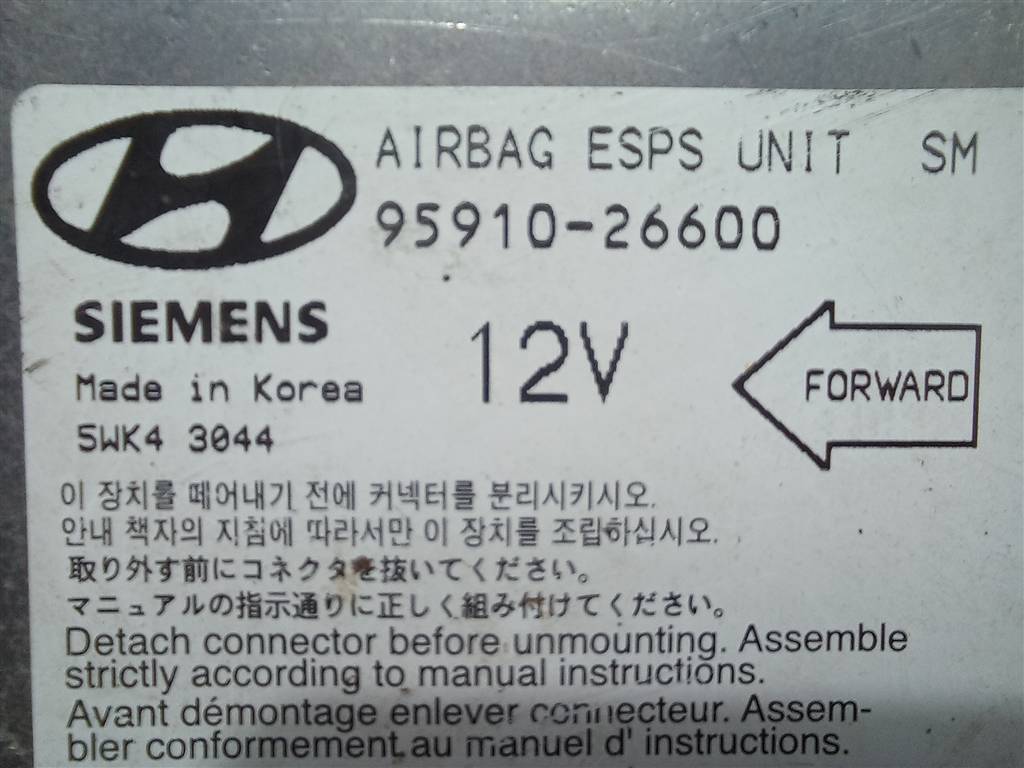 AIRBAG ESPS UNIT SM
95910-26600
SIEMENS
12V
FORWARD
Made in Korea
5WK4 3044
이 장치를 떼어내기 전에 커넥터를 분리시키시오.
안내 책자의 지침에 따라서만 이 장치를 조립하십시오.
取り外す前にコネクタを抜いてください。
マニュアルの指示通りに正しく組み付けてください。
Detach connector before unmounting. Assemble
strictly according to manual instructions.
Avant démontage enlever connecteur. Assem-
bler conformement au manuel d' instructions.